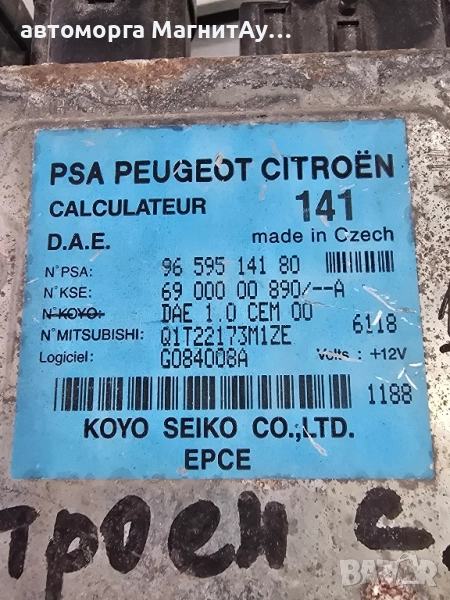 автоморга МагнитАу...
PSA PEUGEOT CITROËN
CALCULATEUR 141
D.A.E. made in Czech
N°PSA: 96 595 141 80
N°KSE: 69 000 00 890/--A
N°KOYO: DAE 1.0 CEM 00
N°MITSUBISHI: Q1T22173M1ZE 6118
Logiciel: G084008A Volts : +12V
1188
KOYO SEIKO CO.,LTD.
EPCE
троен с
BAZAR